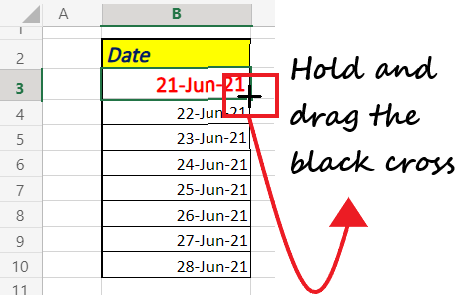 A B
1
2 Date
3 21-Jun-21
4 22-Jun-21
5 23-Jun-21
6 24-Jun-21
7 25-Jun-21
8 26-Jun-21
9 27-Jun-21
10 28-Jun-21
11
Hold and
drag the
black cross